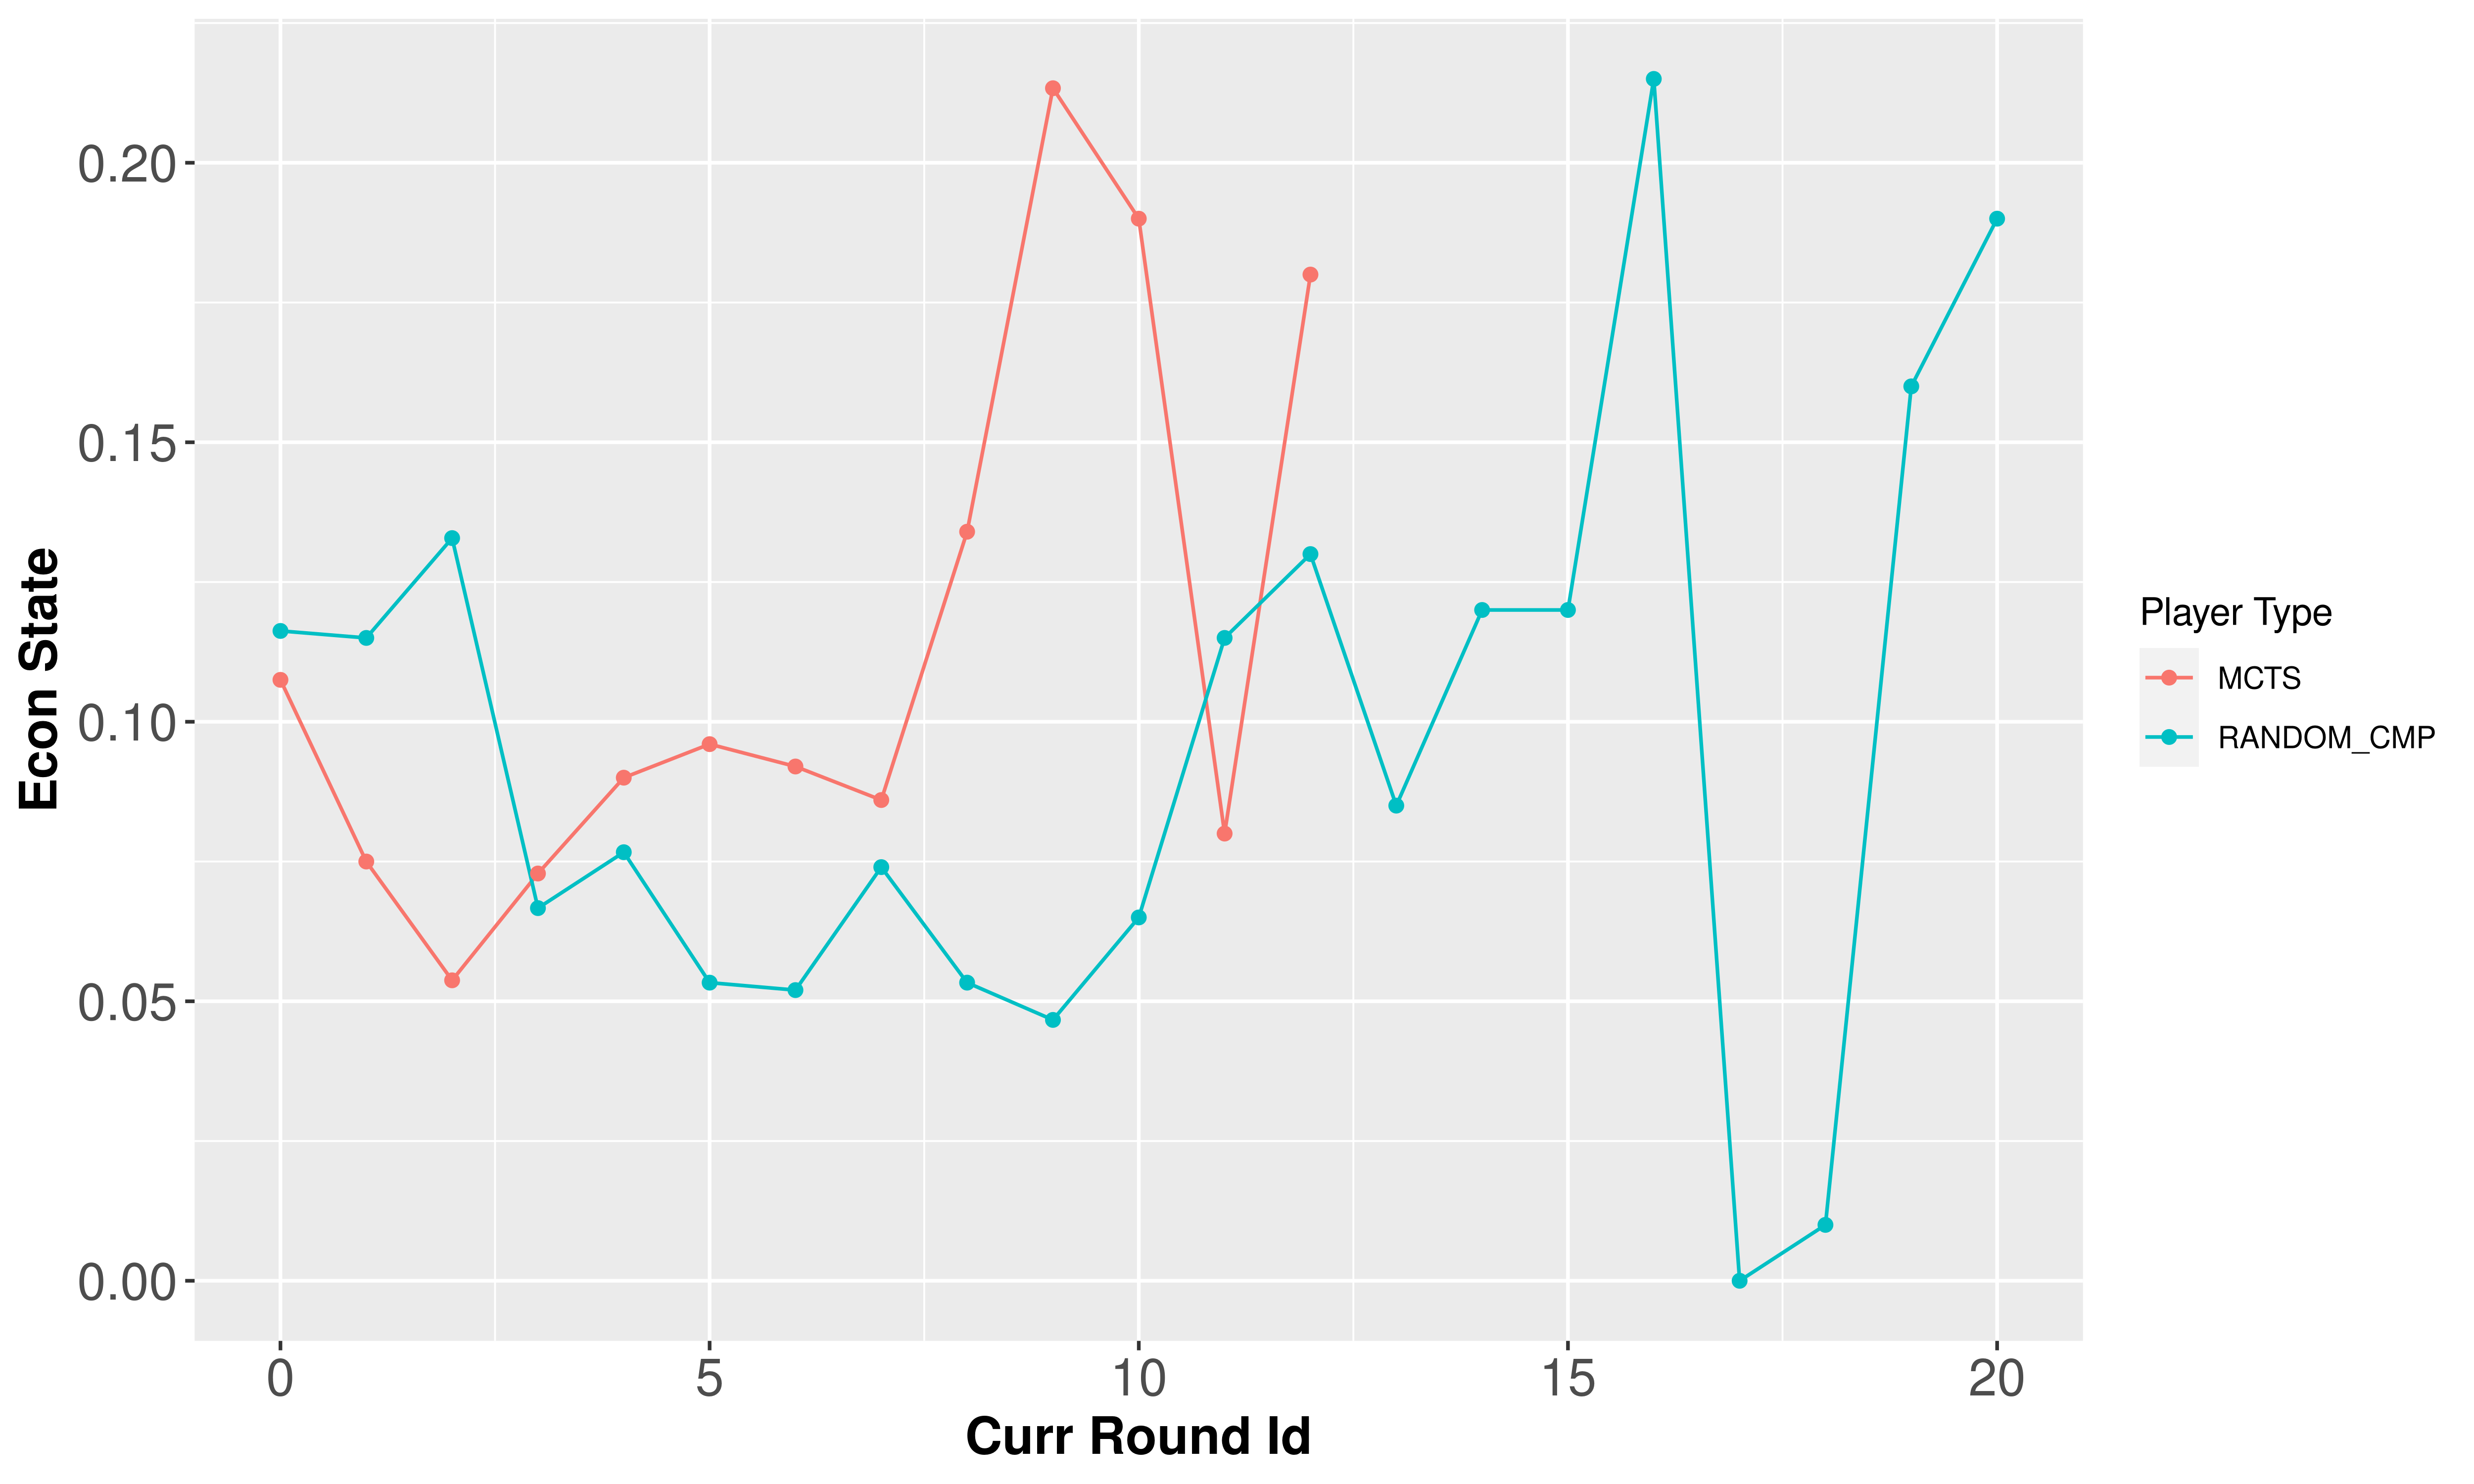 Econ State
0.20
0.15
0.10
0.05
0.00
0 5 10 15 20
Curr Round Id
Player Type
MCTS
RANDOM_CMP